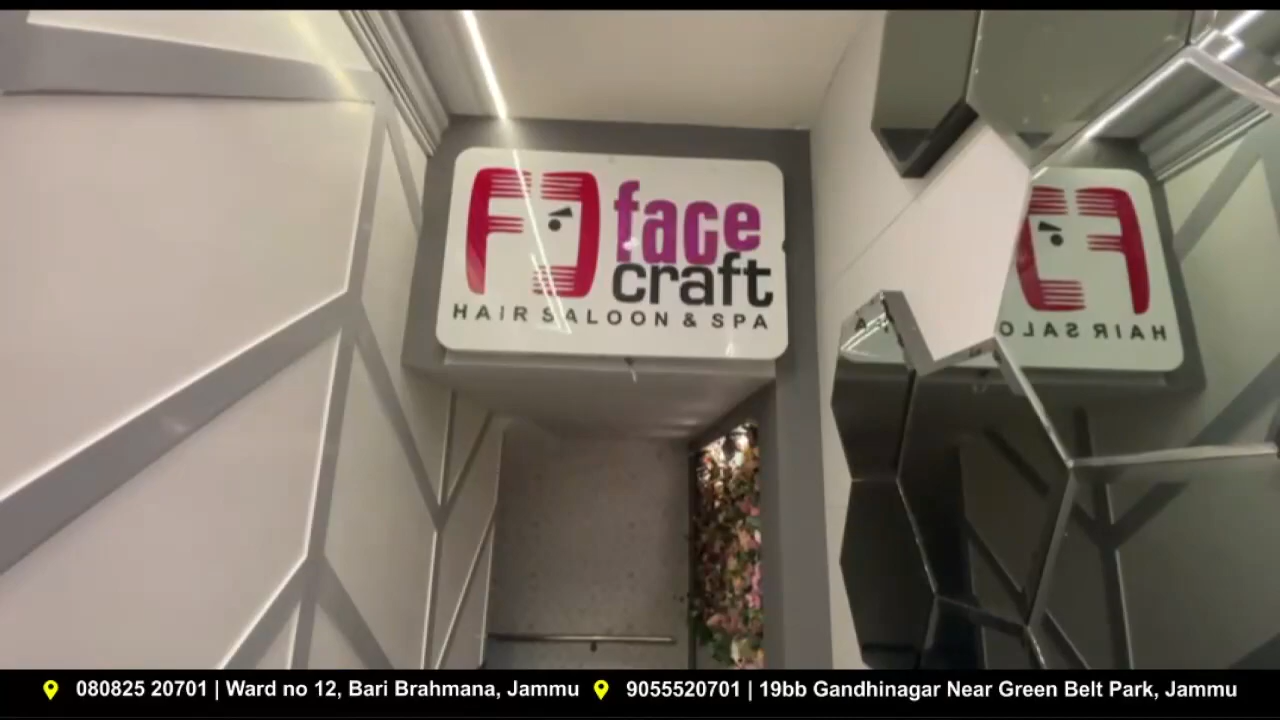 face
craft
HAIR SALOON & SPA
HAIR SALO
080825 20701 | Ward no 12, Bari Brahmana, Jammu
9055520701 | 19bb Gandhinagar Near Green Belt Park, Jammu